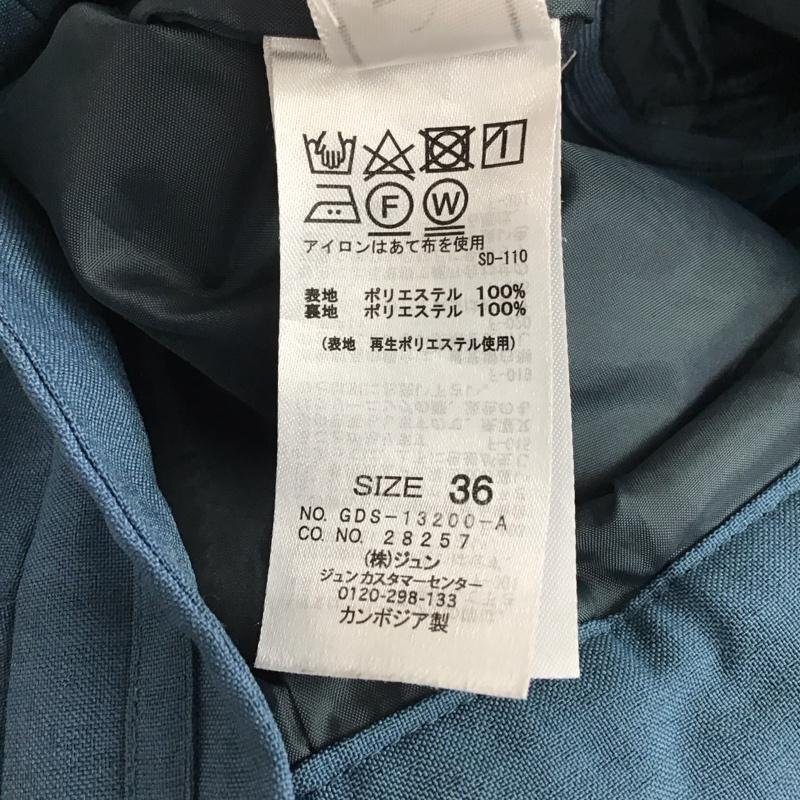 F
W
アイロンはあて布を使用
SD-110
表地 ポリエステル 100%
裏地 ポリエステル 100%
(表地 再生ポリエステル使用)
SIZE 36
NO. GDS-13200-A
CO. NO. 28257
(株)ジュン
ジュンカスタマーセンター
0120-298-133
カンボジア製